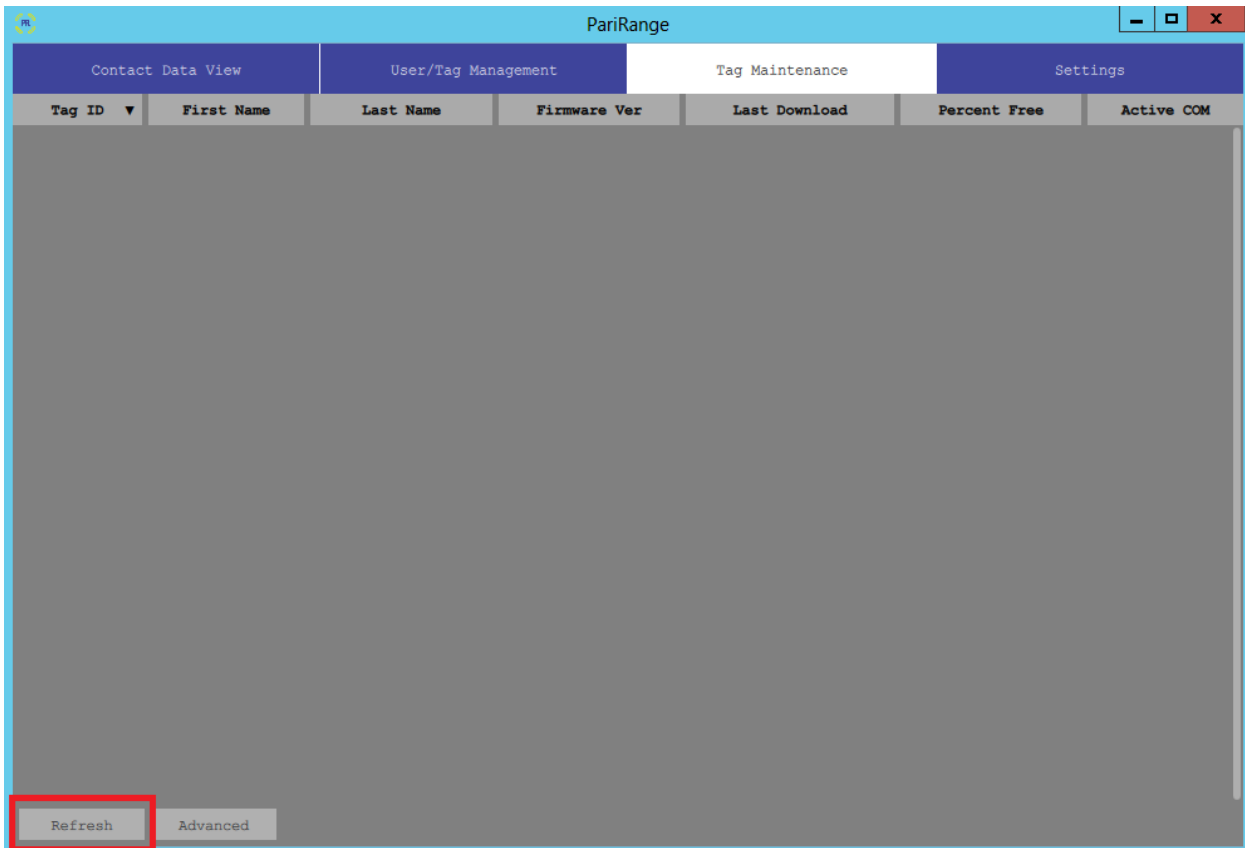 PRL PariRange
Contact Data View User/Tag Management Tag Maintenance Settings
Tag ID ▼ First Name Last Name Firmware Ver Last Download Percent Free Active COM
Refresh Advanced